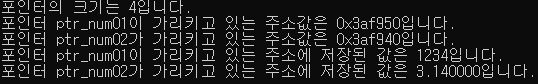 포인터의 크기는 4입니다.
포인터 ptr_num01이 가리키고 있는 주소값은 0x3af950입니다.
포인터 ptr_num02가 가리키고 있는 주소값은 0x3af940입니다.
포인터 ptr_num01이 가리키고 있는 주소에 저장된 값은 1234입니다.
포인터 ptr_num02가 가리키고 있는 주소에 저장된 값은 3.140000입니다.